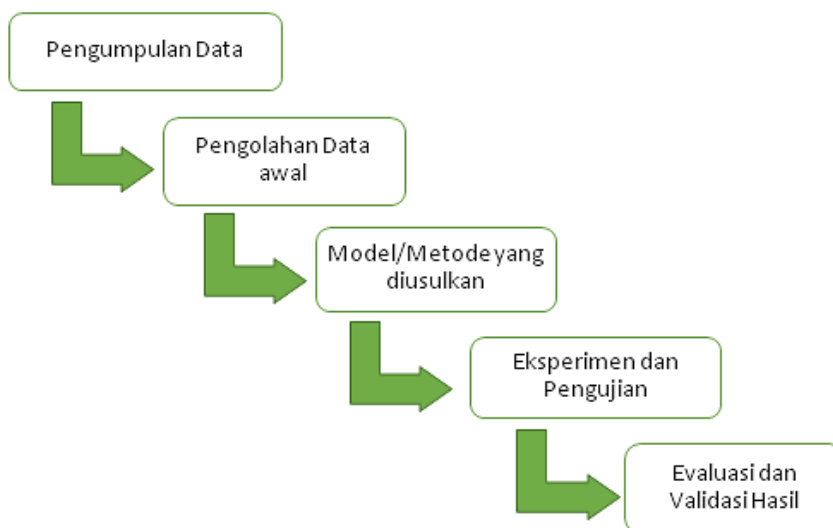 Pengumpulan Data
Pengolahan Data
awal
Model/Metode yang
diusulkan
Eksperimen dan
Pengujian
Evaluasi dan
Validasi Hasil